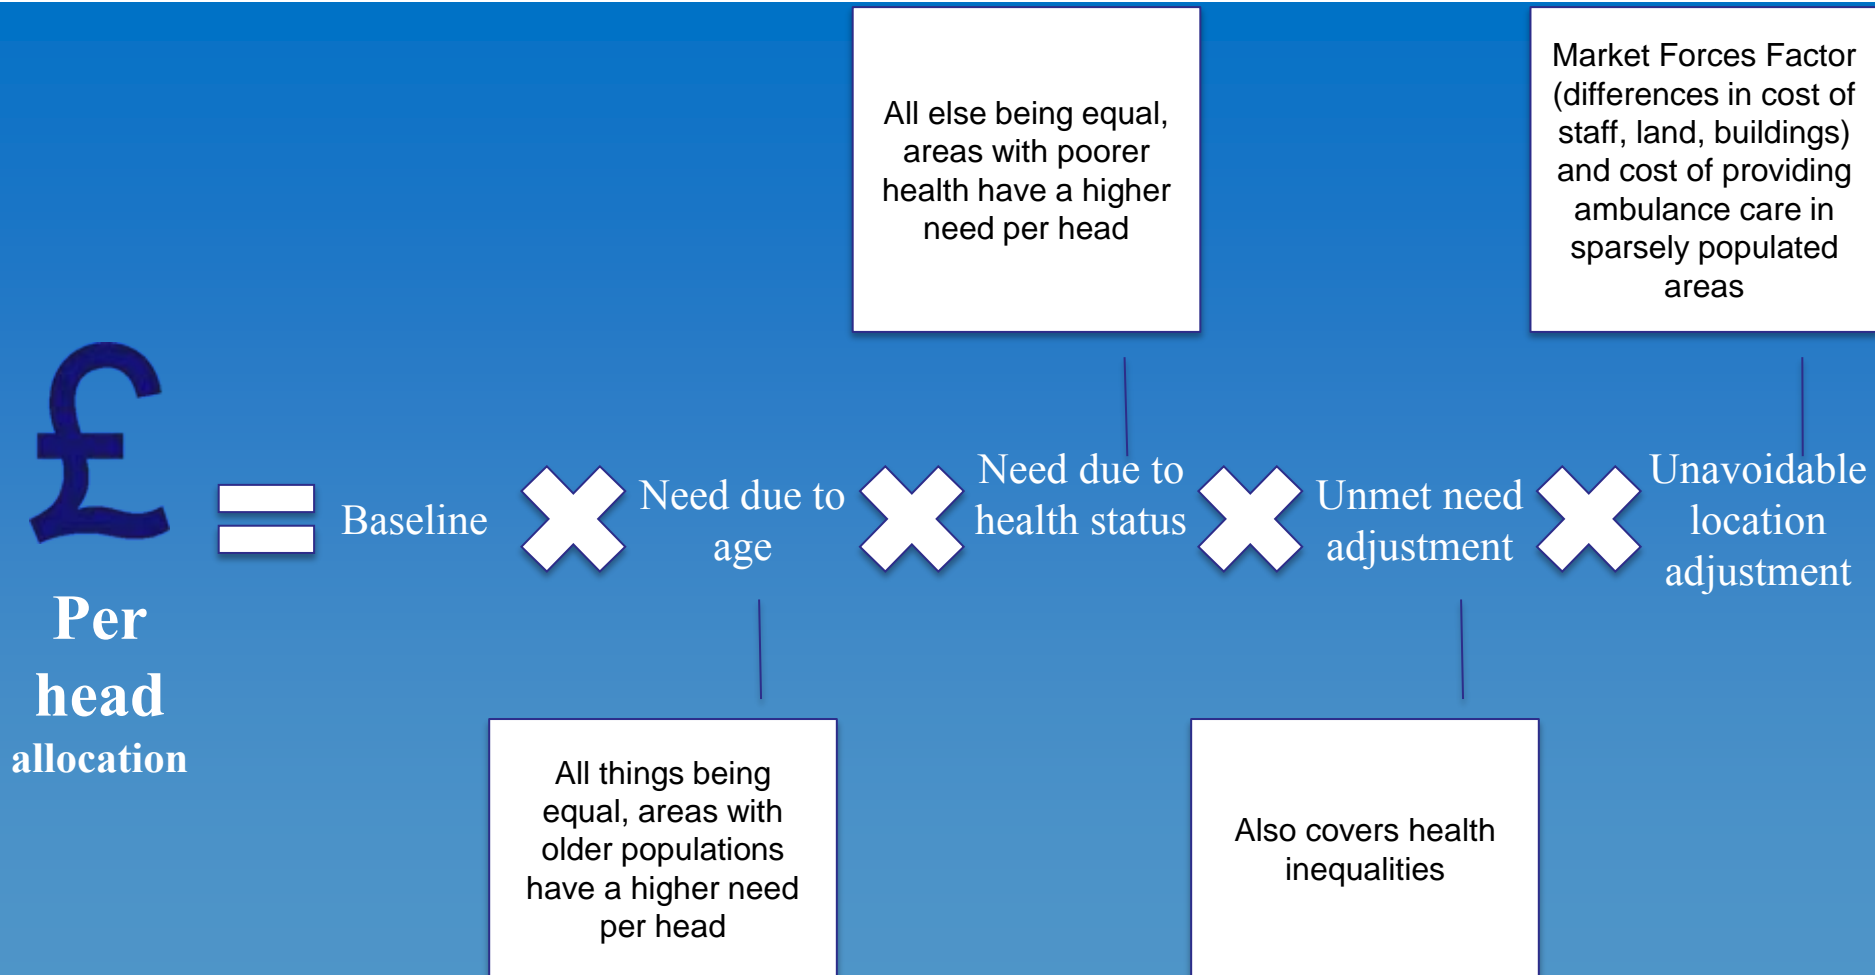 All else being equal,
areas with poorer
health have a higher
need per head
Market Forces Factor
(differences in cost of
staff, land, buildings)
and cost of providing
ambulance care in
sparsely populated
areas
£
Per
head
allocation
Baseline
Need due to
age
Need due to
health status
Unmet need
adjustment
Unavoidable
location
adjustment
All things being
equal, areas with
older populations
have a higher need
per head
Also covers health
inequalities